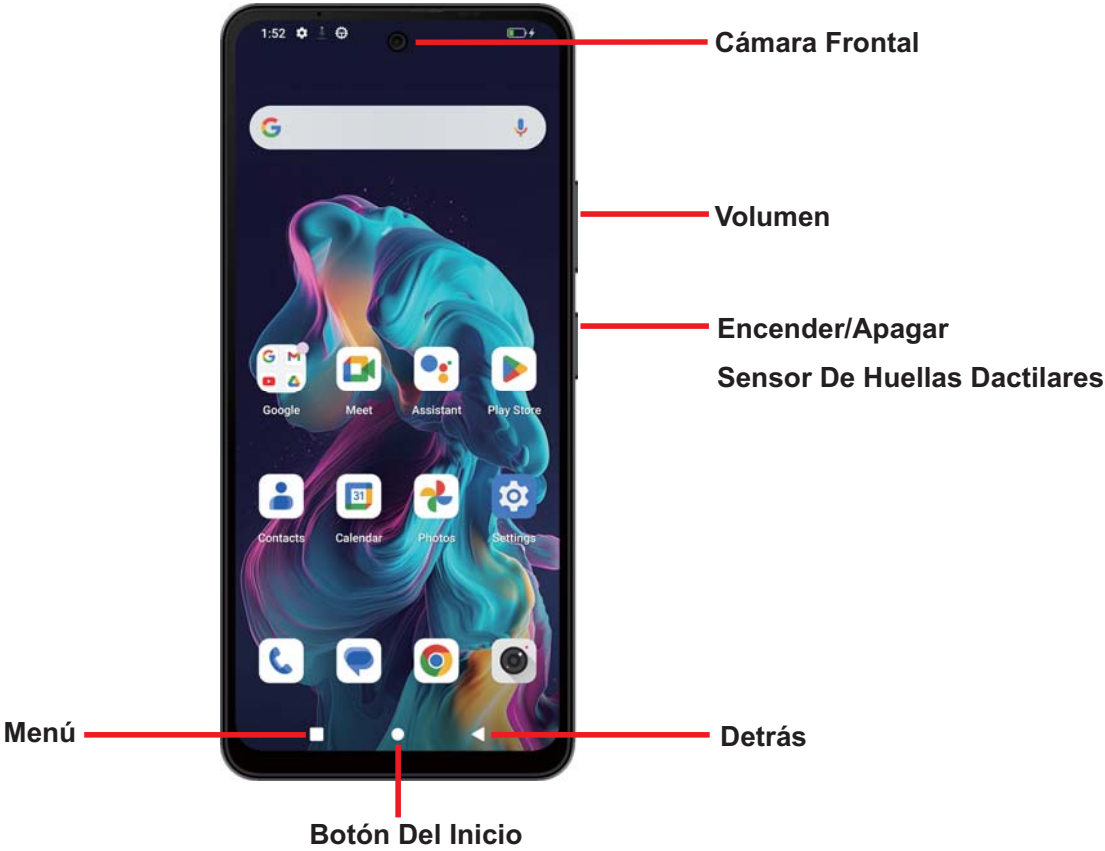 1:52
Cámara Frontal
Volumen
Encender/Apagar
Sensor De Huellas Dactilares
Google Meet Assistant Play Store
31
Contacts Calendar Photos Settings
Menú
Detrás
Botón Del Inicio